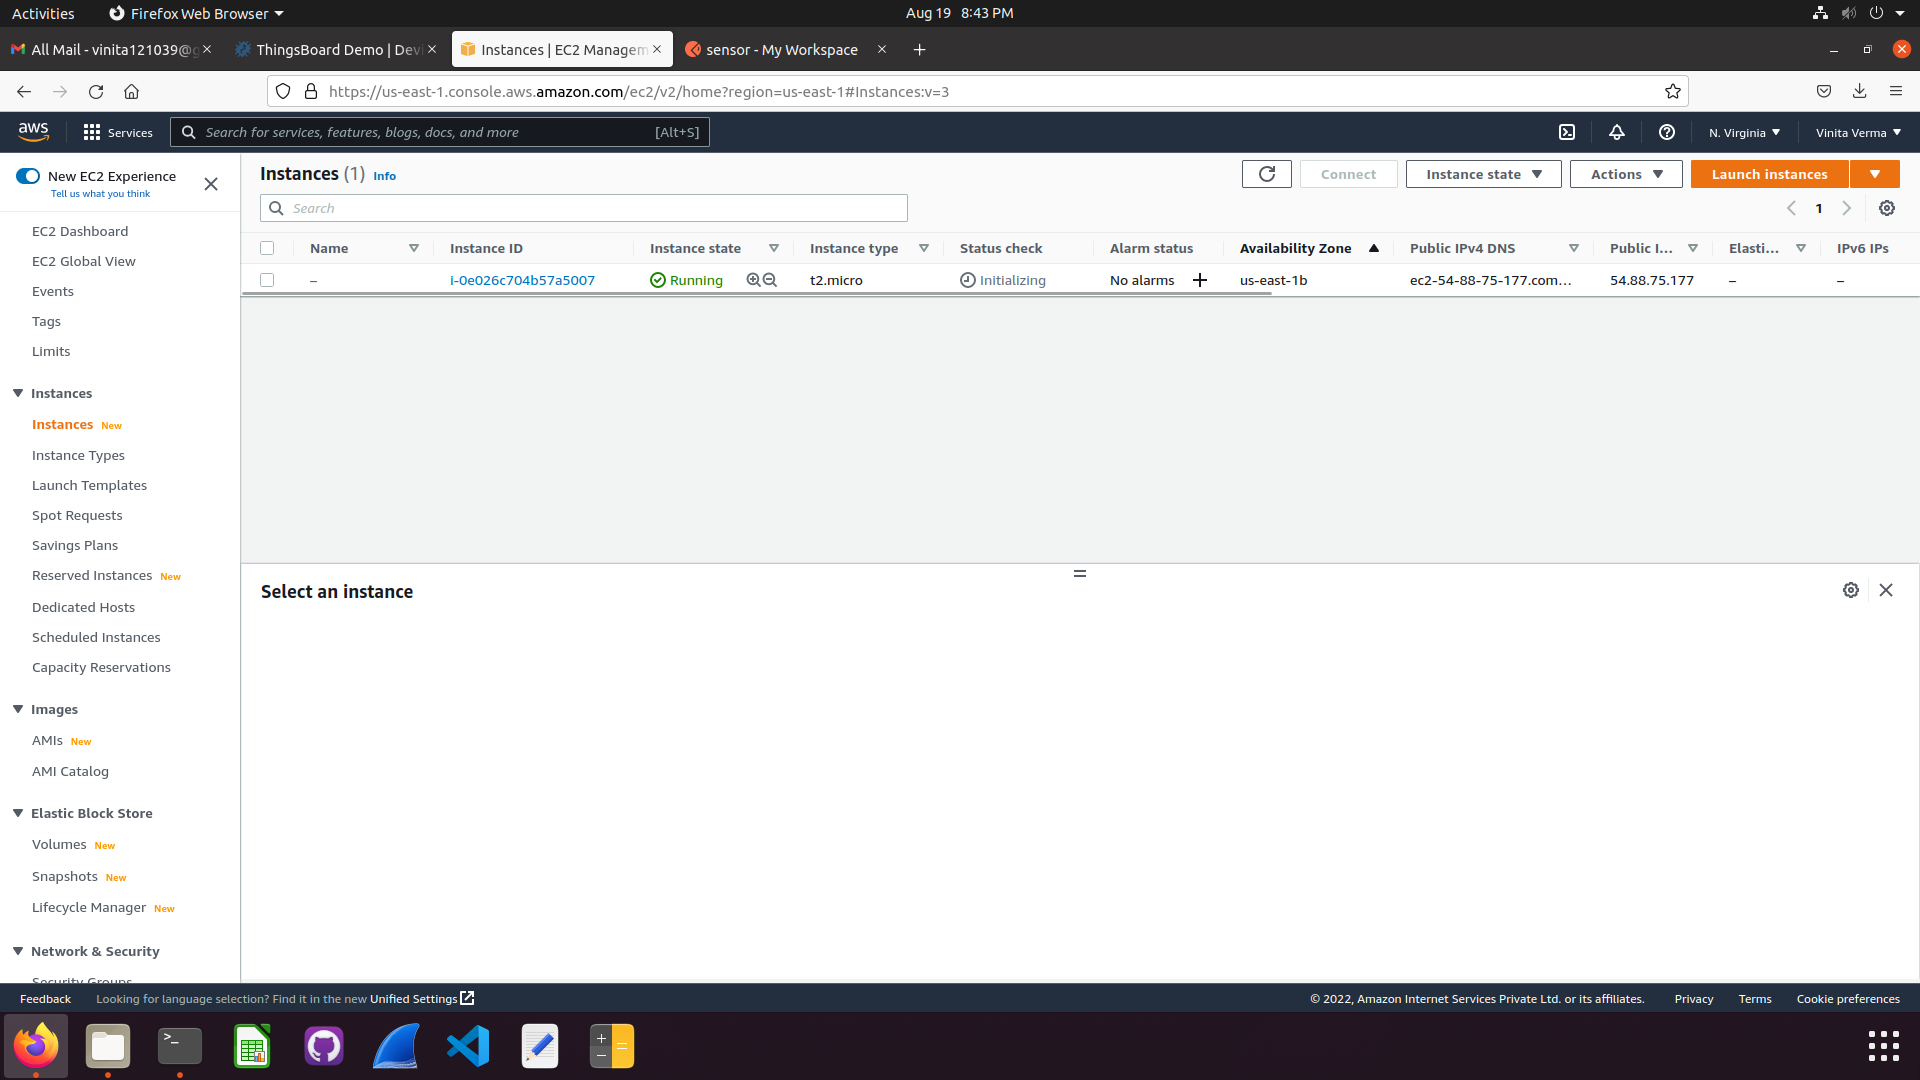 Activities
Firefox Web Browser
Aug 19 8:43 PM
All Mail - vinita121039@g
ThingsBoard Demo | Devi
Instances | EC2 Managem
sensor - My Workspace
https://us-east-1.console.aws.amazon.com/ec2/v2/home?region=us-east-1#Instances:v=3
aws
Services
Search for services, features, blogs, docs, and more
[Alt+S]
N. Virginia
Vinita Verma
New EC2 Experience
Tell us what you think
EC2 Dashboard
EC2 Global View
Events
Tags
Limits
Instances
Instances New
Instance Types
Launch Templates
Spot Requests
Savings Plans
Reserved Instances New
Dedicated Hosts
Scheduled Instances
Capacity Reservations
Images
AMIs New
AMI Catalog
Elastic Block Store
Volumes New
Snapshots New
Lifecycle Manager New
Network & Security
Security Groups
Instances (1) Info
Connect
Instance state
Actions
Launch instances
Search
1
Name
Instance ID
Instance state
Instance type
Status check
Alarm status
Availability Zone
Public IPv4 DNS
Public I...
Elasti...
IPv6 IPs
–
i-0e026c704b57a5007
Running
t2.micro
Initializing
No alarms +
us-east-1b
ec2-54-88-75-177.com...
54.88.75.177
–
–
Select an instance
Feedback
Looking for language selection? Find it in the new Unified Settings
© 2022, Amazon Internet Services Private Ltd. or its affiliates.
Privacy
Terms
Cookie preferences